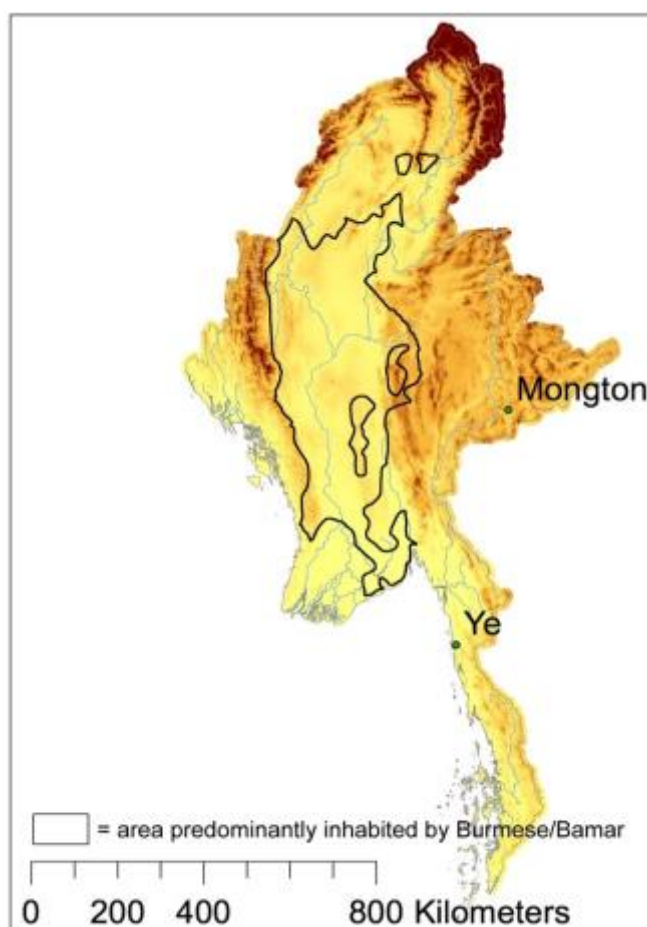 Mongton
Ye
= area predominantly inhabited by Burmese/Bamar
0 200 400 800 Kilometers